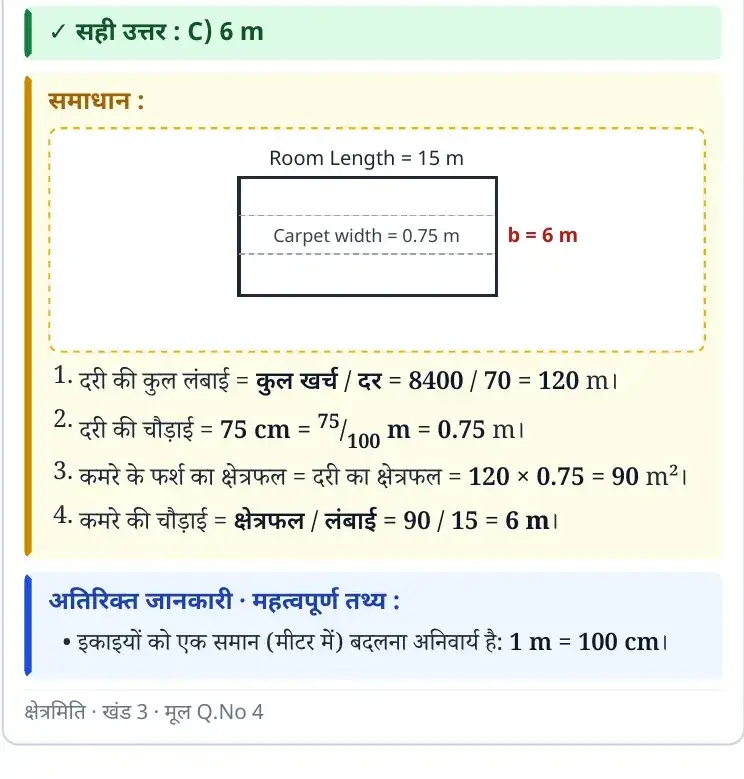 ✓ सही उत्तर : C) 6 m
समाधान :
Room Length = 15 m
Carpet width = 0.75 m
b = 6 m
1. दरी की कुल लंबाई = कुल खर्च / दर = 8400 / 70 = 120 m।
2. दरी की चौड़ाई = 75 cm = 75/100 m = 0.75 m।
3. कमरे के फर्श का क्षेत्रफल = दरी का क्षेत्रफल = 120 × 0.75 = 90 m²।
4. कमरे की चौड़ाई = क्षेत्रफल / लंबाई = 90 / 15 = 6 m।
अतिरिक्त जानकारी · महत्वपूर्ण तथ्य :
• इकाइयों को एक समान (मीटर में) बदलना अनिवार्य है: 1 m = 100 cm।
क्षेत्रमिति · खंड 3 · मूल Q.No 4